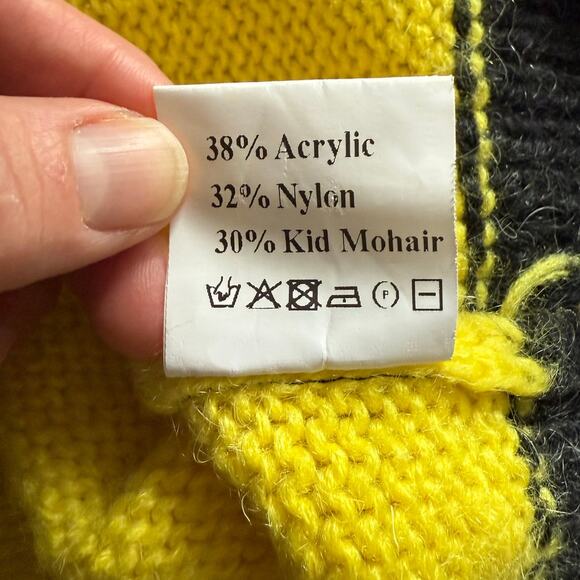 38% Acrylic
32% Nylon
30% Kid Mohair
P